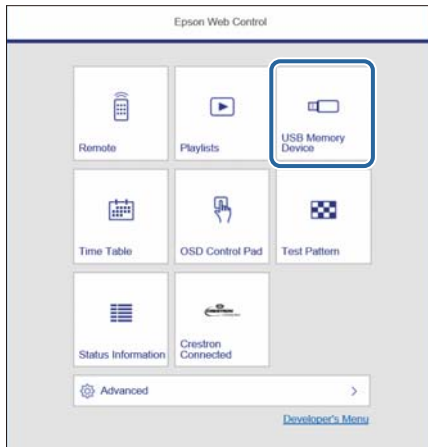 Epson Web Control
Remote
Playlists
USB Memory
Device
Time Table
OSD Control Pad
Test Pattern
Status Information
CRESTRON
Crestron
Connected
Advanced
Developer's Menu